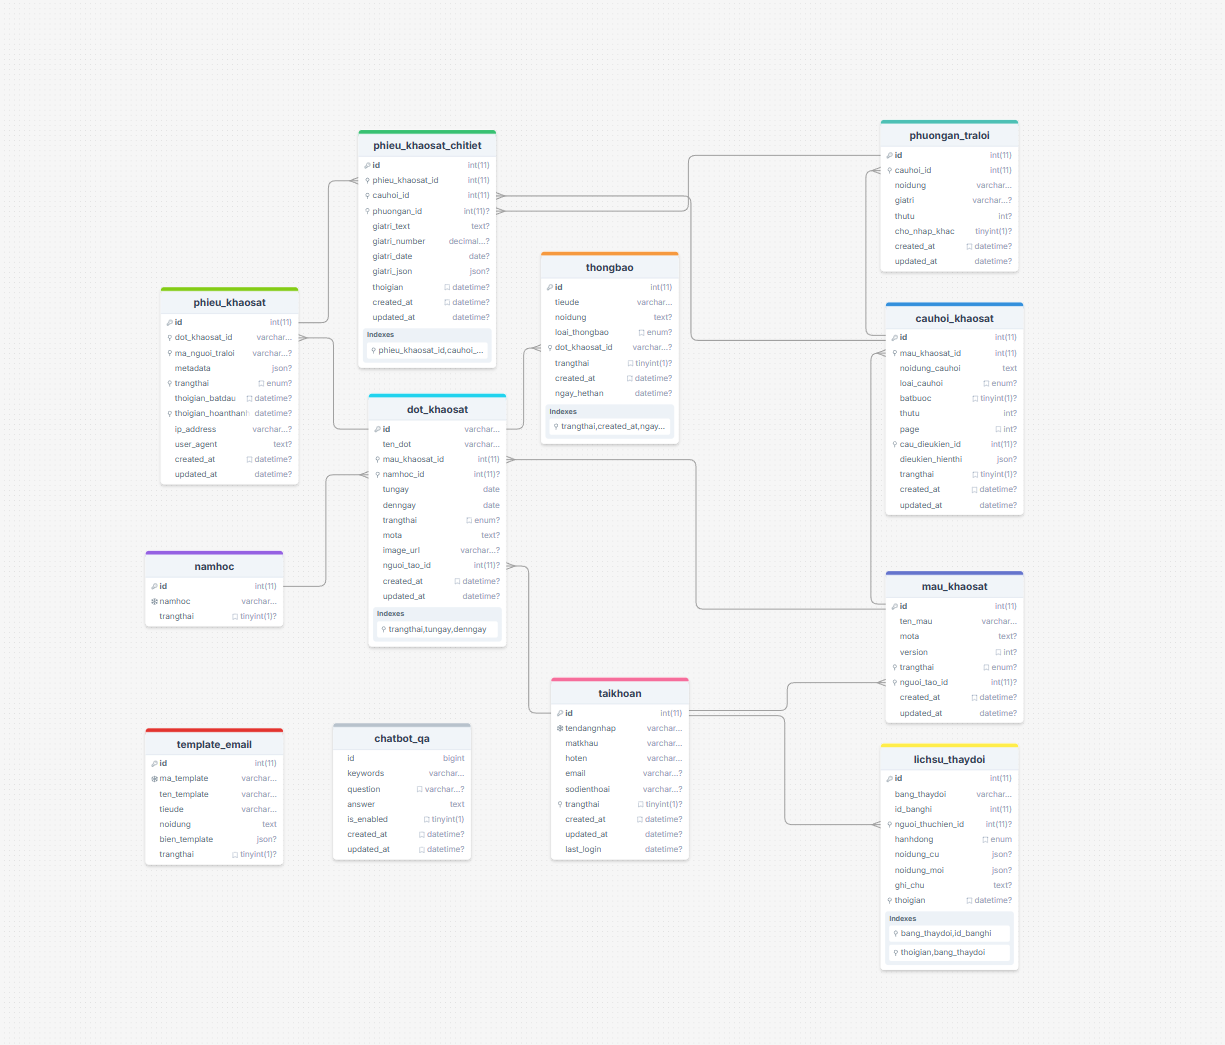 phieu_khaosat_chitiet
id int(11)
phieu_khaosat_id int(11)
cauhoi_id int(11)
phuongan_id int(11)?
giatri_text text?
giatri_number decimal...?
giatri_date date?
giatri_json json?
thoigian datetime?
created_at datetime?
updated_at datetime?
Indexes
phieu_khaosat_id,cauhoi_...
phuongan_traloi
id int(11)
cauhoi_id int(11)
noidung varchar...
giatri varchar...?
thutu int?
cho_nhap_khac tinyint(1)?
created_at datetime?
updated_at datetime?
thongbao
id int(11)
tieude varchar...
noidung text?
loai_thongbao enum?
dot_khaosat_id varchar...?
trangthai tinyint(1)?
created_at datetime?
ngay_hethan datetime?
Indexes
trangthai,created_at,ngay...
phieu_khaosat
id int(11)
dot_khaosat_id varchar...
ma_nguoi_traloi varchar...?
metadata json?
trangthai enum?
thoigian_batdau datetime?
thoigian_hoanthanh datetime?
ip_address varchar...?
user_agent text?
created_at datetime?
updated_at datetime?
cauhoi_khaosat
id int(11)
mau_khaosat_id int(11)
noidung_cauhoi text
loai_cauhoi enum?
batbuoc tinyint(1)?
thutu int?
page int?
cau_dieukien_id int(11)?
dieukien_hienthi json?
trangthai tinyint(1)?
created_at datetime?
updated_at datetime?
dot_khaosat
id varchar...
ten_dot varchar...
mau_khaosat_id int(11)
namhoc_id int(11)?
tungay date
denngay date
trangthai enum?
mota text?
image_url varchar...?
nguoi_tao_id int(11)?
created_at datetime?
updated_at datetime?
Indexes
trangthai,tungay,denngay
namhoc
id int(11)
namhoc varchar...
trangthai tinyint(1)?
mau_khaosat
id int(11)
ten_mau varchar...
mota text?
version int?
trangthai enum?
nguoi_tao_id int(11)?
created_at datetime?
updated_at datetime?
taikhoan
id int(11)
tendangnhap varchar...
matkhau varchar...
hoten varchar...
email varchar...?
sodienthoai varchar...?
trangthai tinyint(1)?
created_at datetime?
updated_at datetime?
last_login datetime?
template_email
id int(11)
ma_template varchar...
ten_template varchar...
tieude varchar...
noidung text
bien_template json?
trangthai tinyint(1)?
chatbot_qa
id bigint
keywords varchar...
question varchar...?
answer text
is_enabled tinyint(1)
created_at datetime?
updated_at datetime?
lichsu_thaydoi
id int(11)
bang_thaydoi varchar...
id_banghi int(11)
nguoi_thuchien_id int(11)?
hanhdong enum
noidung_cu json?
noidung_moi json?
ghi_chu text?
thoigian datetime?
Indexes
bang_thaydoi,id_banghi
thoigian,bang_thaydoi